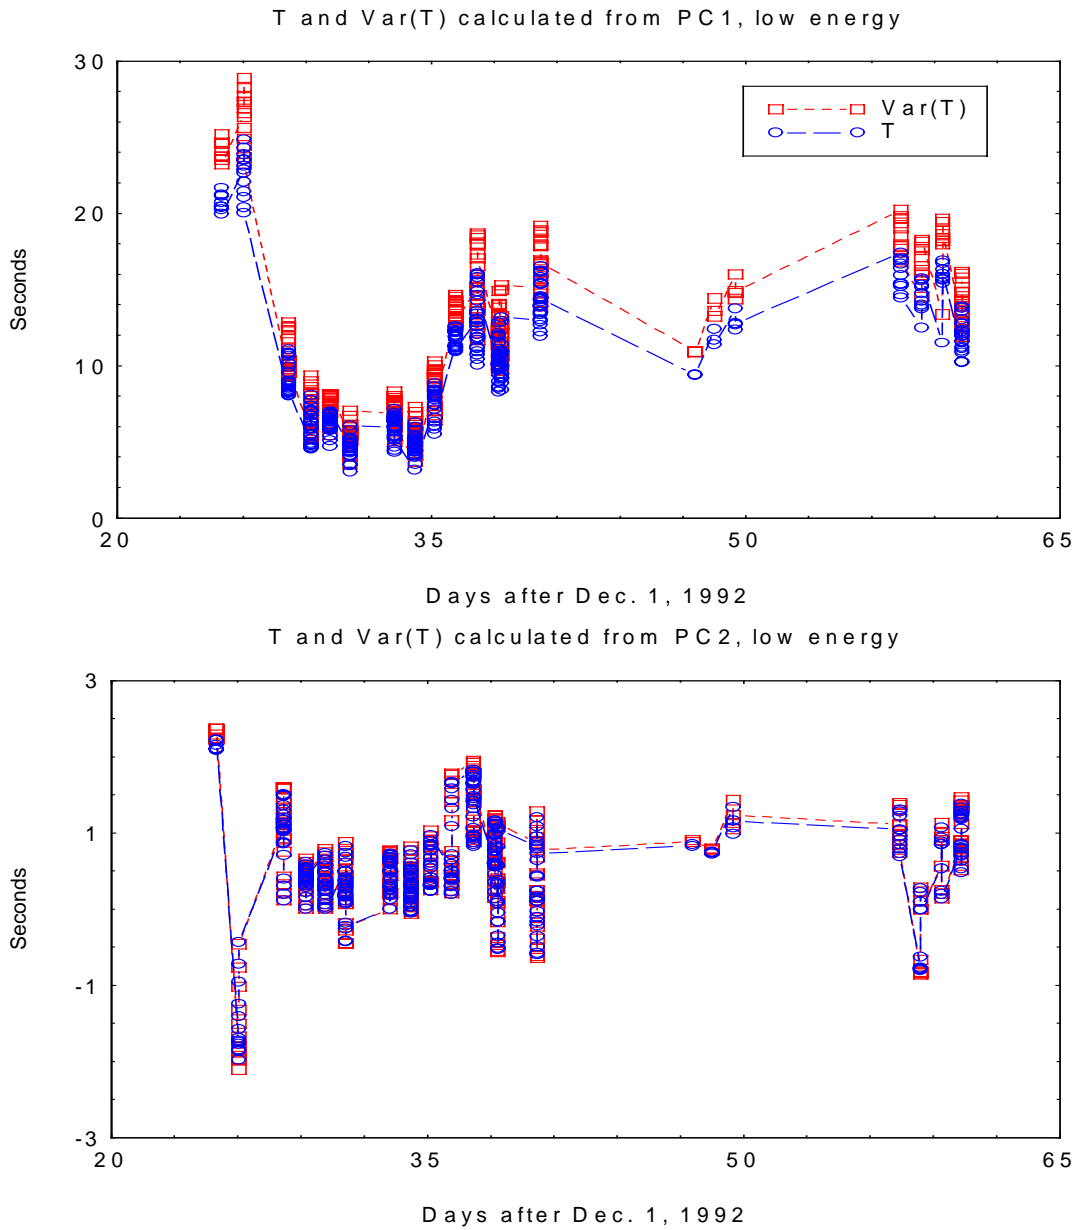 T and Var(T) calculated from PC1, low energy
30
Var(T)
T
20
Seconds
10
0
20 35 50 65
Days after Dec. 1, 1992
T and Var(T) calculated from PC2, low energy
3
1
Seconds
-1
-3
20 35 50 65
Days after Dec. 1, 1992